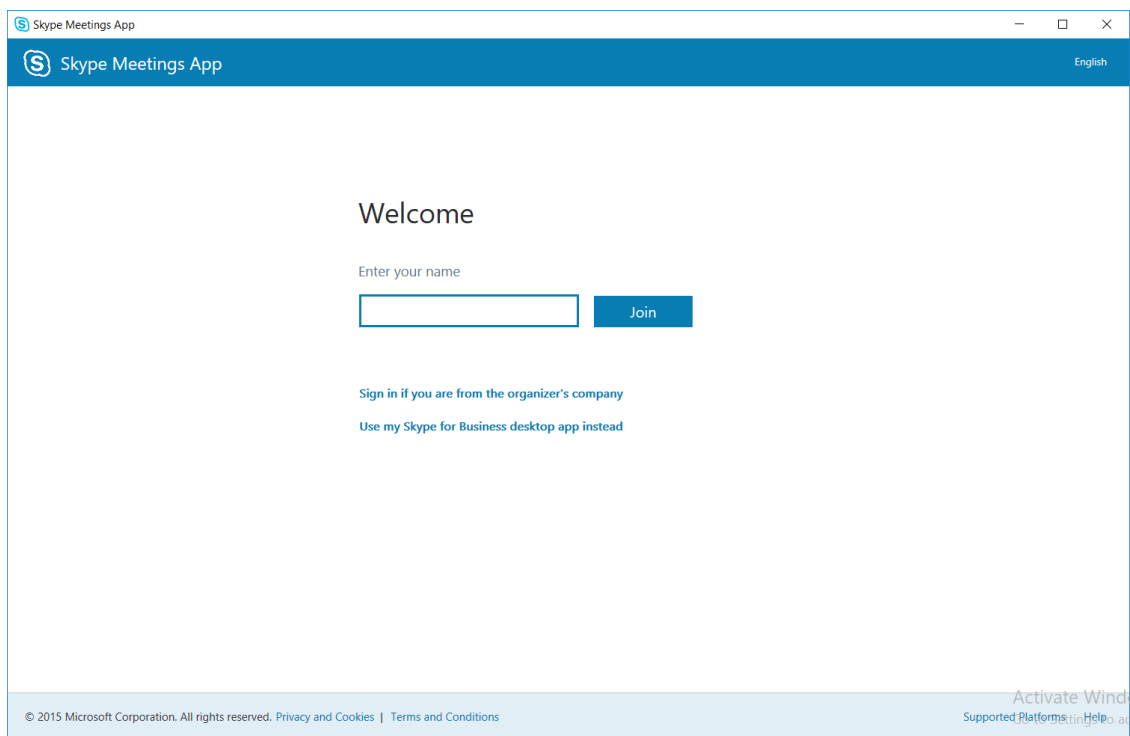 Skype Meetings App
Skype Meetings App
English
Welcome
Enter your name
Join
Sign in if you are from the organizer's company
Use my Skype for Business desktop app instead
Activate
© 2015 Microsoft Corporation. All rights reserved. Privacy and Cookies | Terms and Conditions
Supported Platforms
Help